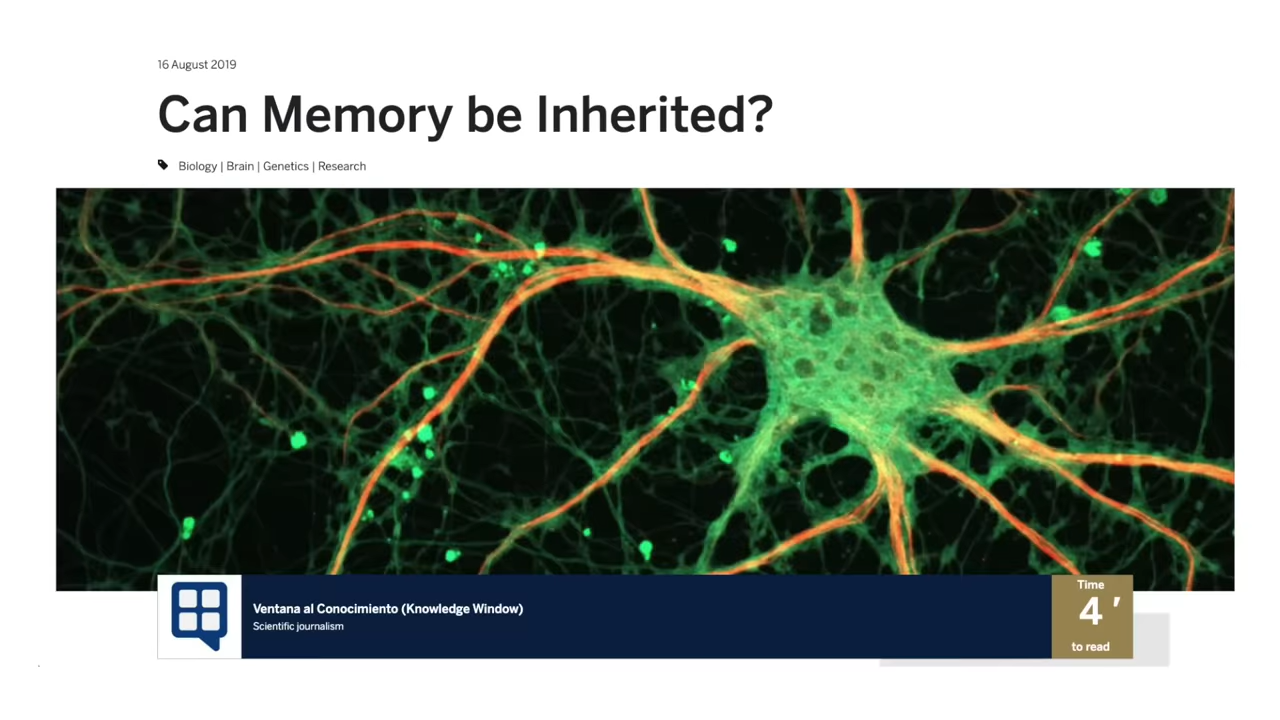 16 August 2019
Can Memory be Inherited?
Biology | Brain | Genetics | Research
Ventana al Conocimiento (Knowledge Window)
Scientific journalism
Time
4 ’
to read